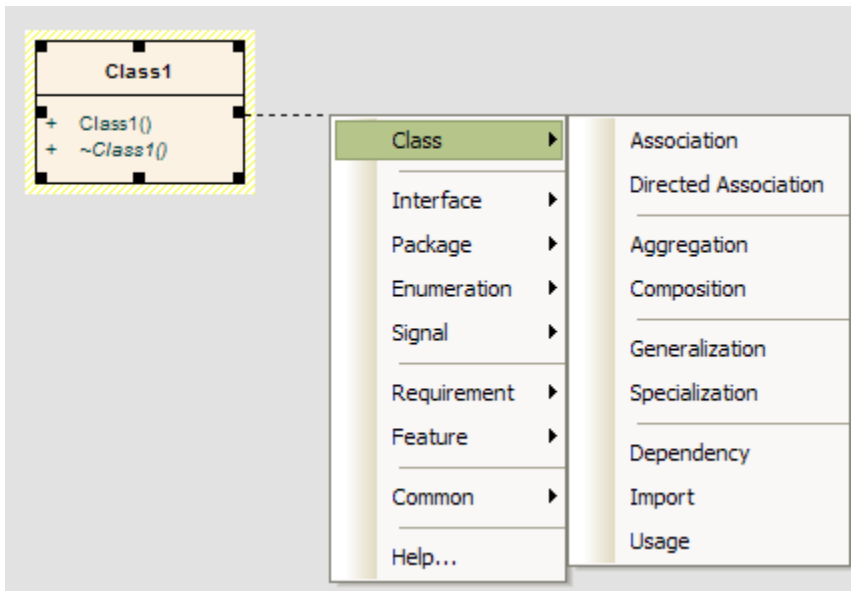 Class1
+ Class1()
+ ~Class1()
Class
Interface
Package
Enumeration
Signal
Requirement
Feature
Common
Help...
Association
Directed Association
Aggregation
Composition
Generalization
Specialization
Dependency
Import
Usage